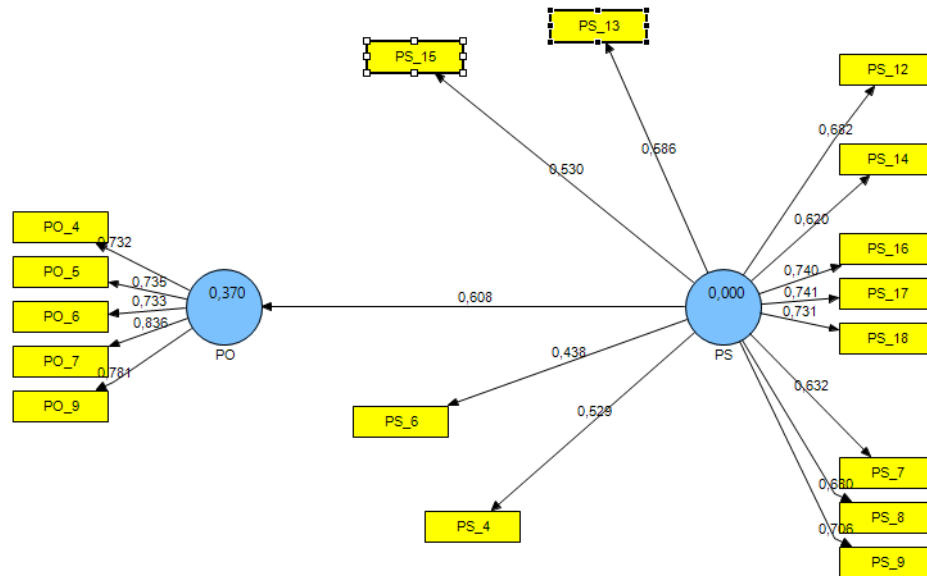 PS_13
PS_15
PS_12
0,682
0,586
PS_14
0,530
0,620
PO_4
0,732
PS_16
PO_5
0,740
0,735
0,370
0,608
0,000
0,741
PS_17
PO_6
0,733
0,731
0,836
PS_18
PO_7
PO
PS
0,438
0,781
0,632
PO_9
0,529
PS_6
PS_7
0,680
PS_8
PS_4
0,706
PS_9